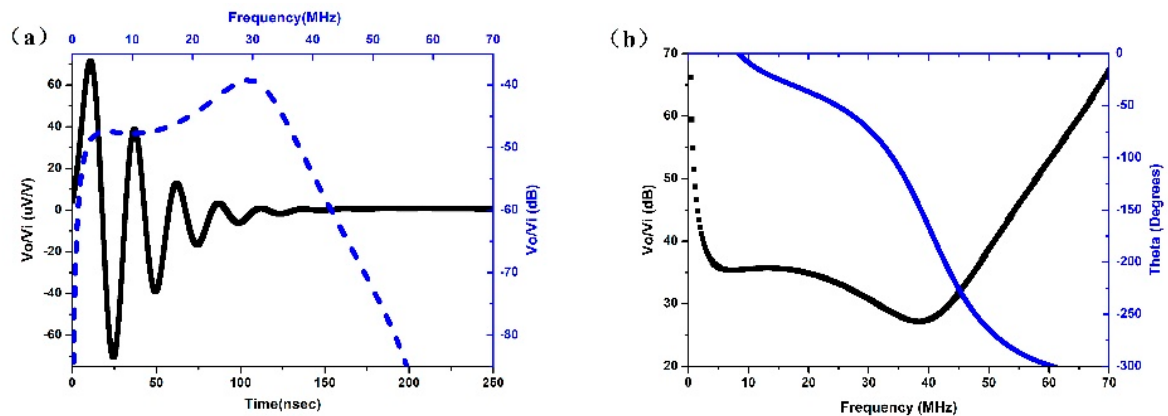 (a)
Frequency(MHz)
0 10 20 30 40 50 60 70
60
40
20
0
-20
-40
-60
Vo/Vi (uV/V)
-40
-50
-60
-70
-80
Vo/Vi (dB)
0 50 100 150 200 250
Time(nsec)
(b)
70
60
50
40
30
20
Vo/Vi (dB)
0
-50
-100
-150
-200
-250
-300
Theta (Degrees)
0 10 20 30 40 50 60 70
Frequency (MHz)